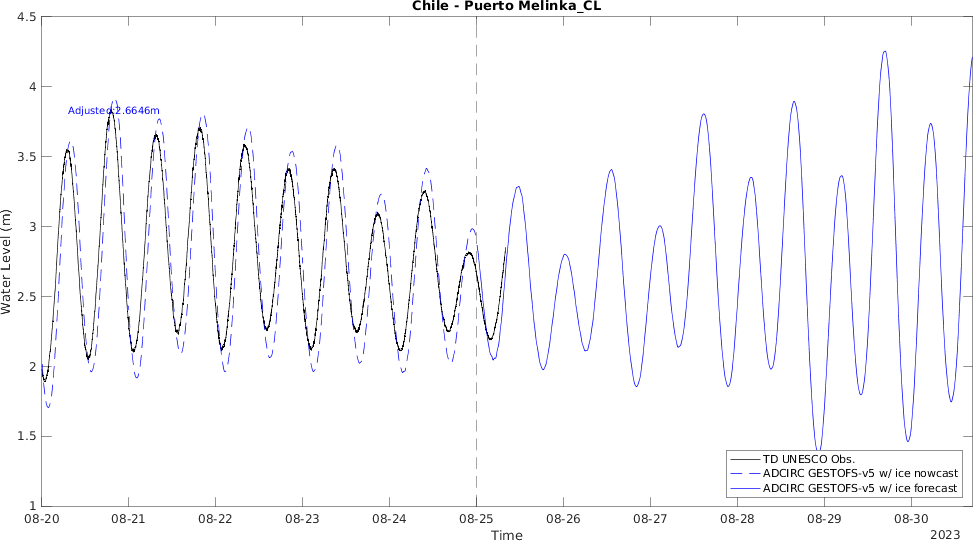 Chile - Puerto Melinka_CL
4.5
4
3.5
3
2.5
2
1.5
1
Water Level (m)
Adjusted:2.6646m
TD UNESCO Obs.
ADCIRC GESTOFS-v5 w/ ice nowcast
ADCIRC GESTOFS-v5 w/ ice forecast
08-20 08-21 08-22 08-23 08-24 08-25 08-26 08-27 08-28 08-29 08-30
Time
2023